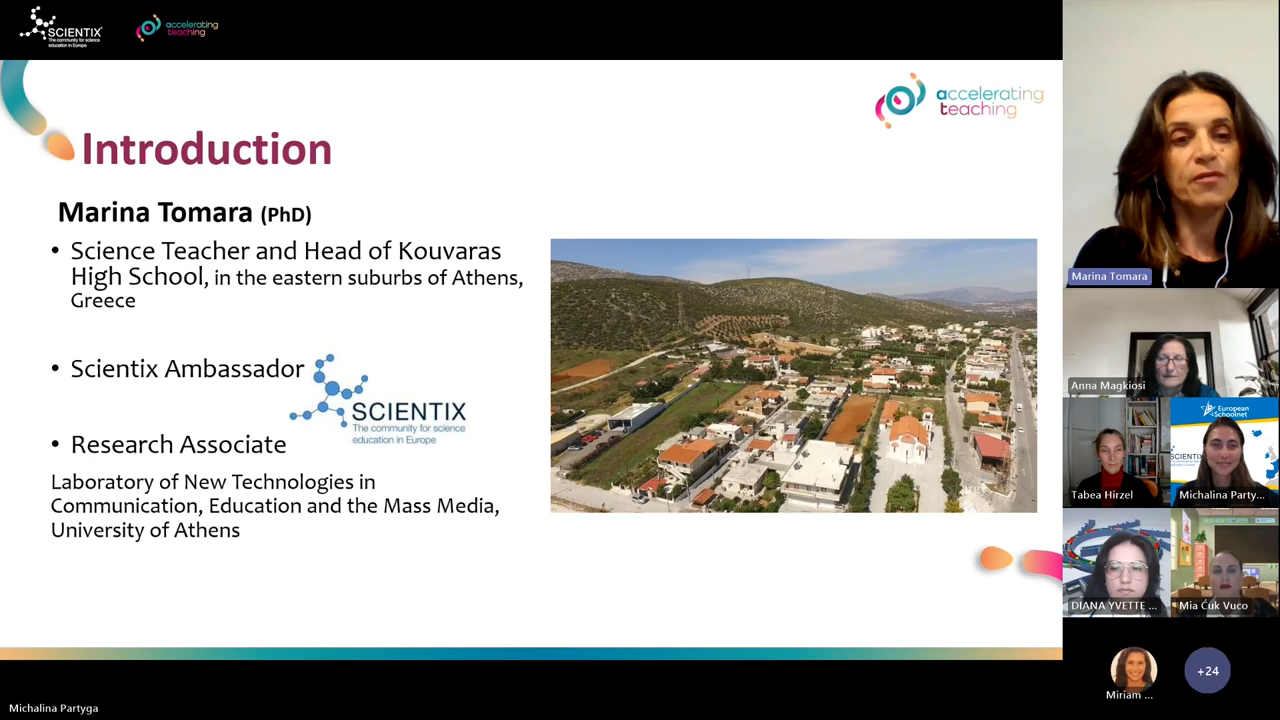 SCIENTIX
The community for science
education in Europe
accelerating
teaching
accelerating
teaching
Introduction
Marina Tomara (PhD)
• Science Teacher and Head of Kouvaras
High School, in the eastern suburbs of Athens,
Greece
• Scientix Ambassador
SCIENTIX
The community for science
education in Europe
• Research Associate
Laboratory of New Technologies in
Communication, Education and the Mass Media,
University of Athens
Marina Tomara
Anna Magkiosi
European
Schoolnet
SCIENTIX
Tabea Hirzel
Michalina Party...
DIANA YVETTE ...
Mia Ćuk Vuco
Miriam ...
+24
Michalina Partyga